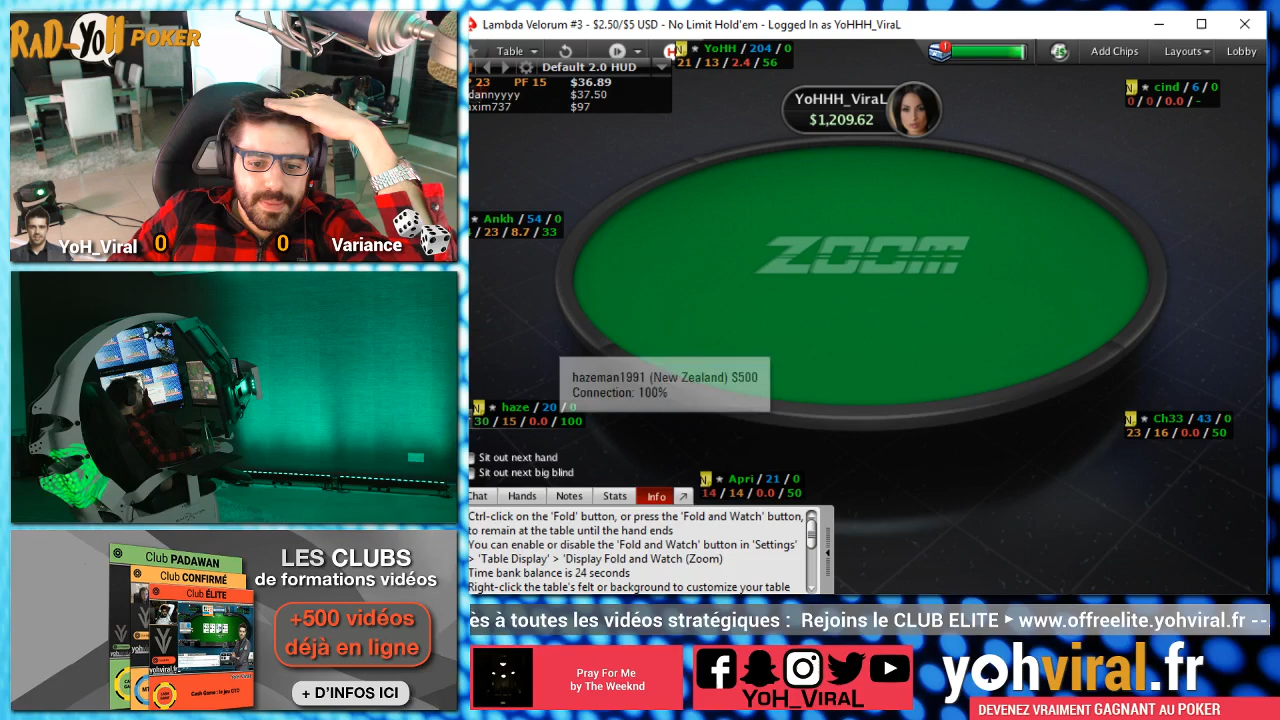 RAD-YOH POKER
YoH_Viral 0
0 Variance
LES CLUBS
de formations vidéos
+500 vidéos
déjà en ligne
+ D'INFOS ICI
Club PADAWAN
Club CONFIRMÉ
Club ÉLITE
Lambda Velorum #3 - $2.50/$5 USD - No Limit Hold'em - Logged In as YoHHH_ViraL
Table
Add Chips
Layouts
Lobby
Default 2.0 HUD
23 PF 15 $36.89
dannyyyy $37.50
xim737 $97
YoHH / 204 / 0
21 / 13 / 2.4 / 56
YoHHH_ViraL
$1,209.62
cind / 6 / 0
0 / 0 / 0.0 / -
Ankh / 54 / 0
/ 23 / 8.7 / 33
ZOOM
hazeman1991 (New Zealand) $500
Connection: 100%
haze / 20 / 0
30 / 15 / 0.0 / 100
Ch33 / 43 / 0
23 / 16 / 0.0 / 50
Sit out next hand
Sit out next big blind
Apri / 21 / 0
14 / 14 / 0.0 / 50
Chat Hands Notes Stats Info
Ctrl-click on the 'Fold' button, or press the 'Fold and Watch' button,
to remain at the table until the hand ends
You can enable or disable the 'Fold and Watch' button in 'Settings'
> 'Table Display' > 'Display Fold and Watch (Zoom)
Time bank balance is 24 seconds
Right-click the table's felt or background to customize your table
ès à toutes les vidéos stratégiques : Rejoins le CLUB ELITE ▸ www.offreelite.yohviral.fr --
Pray For Me
by The Weeknd
YoH_ViraL
yohviral.fr
DEVENEZ VRAIMENT GAGNANT AU POKER